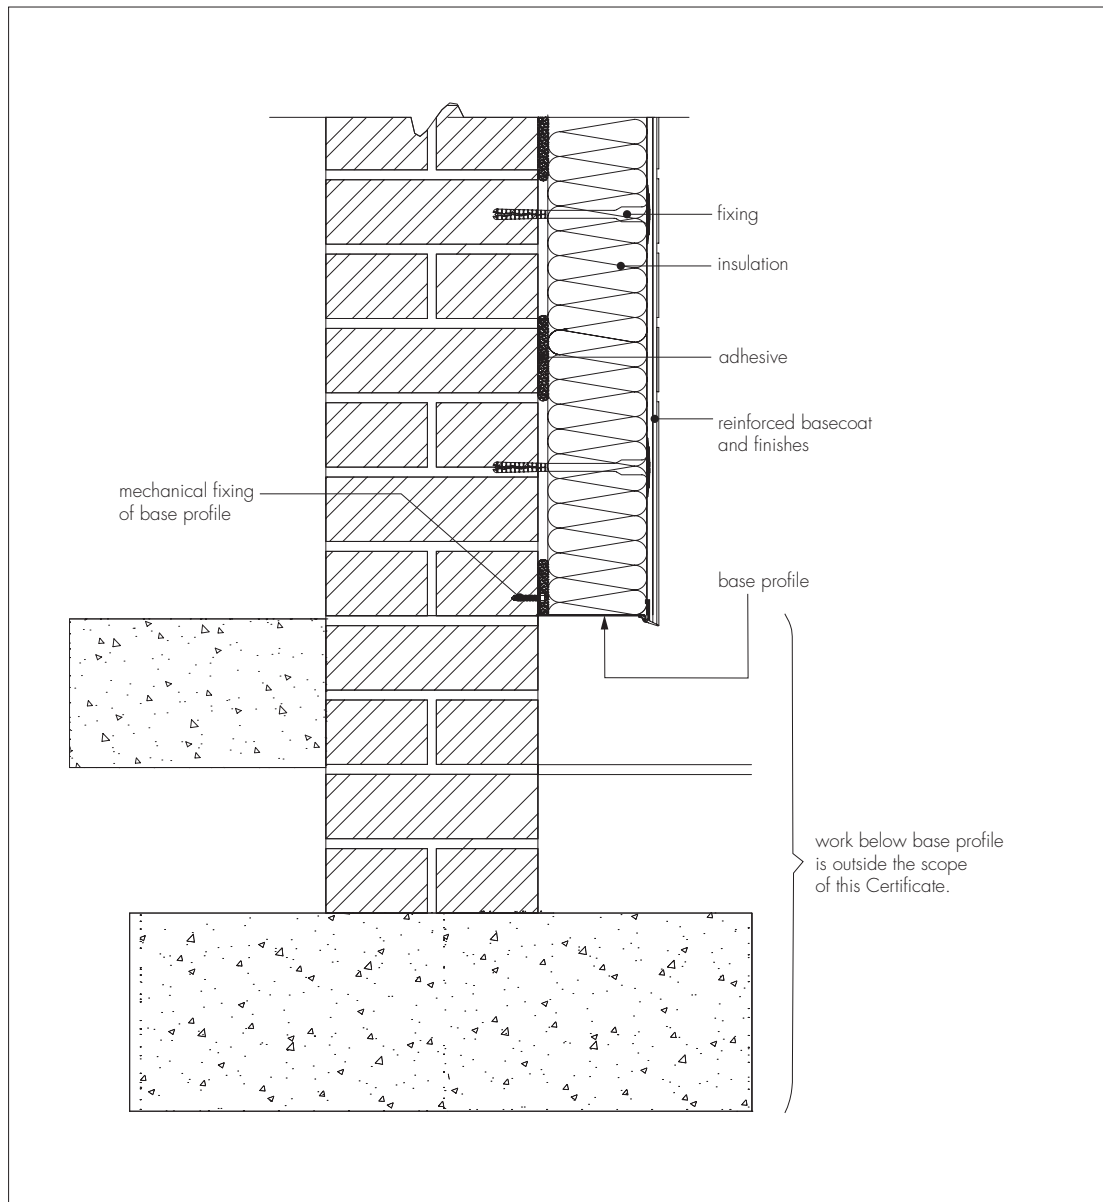 fixing
insulation
adhesive
reinforced basecoat
and finishes
mechanical fixing
of base profile
base profile
work below base profile
is outside the scope
of this Certificate.